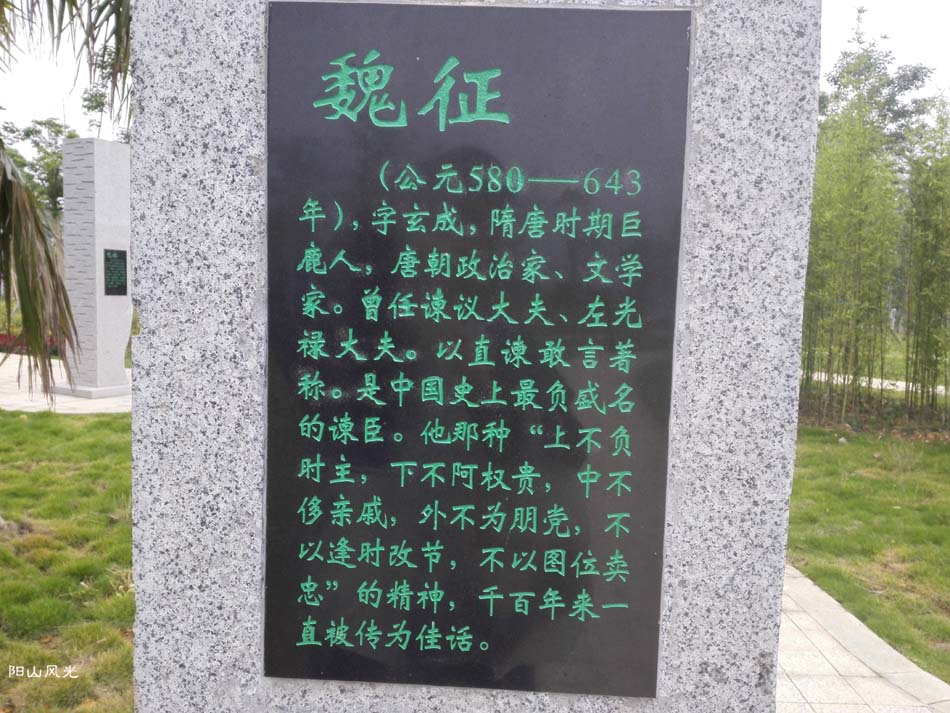 魏征
（公元580——643
年），字玄成，隋唐时期巨
鹿人，唐朝政治家、文学
家。曾任谏议大夫、左光
禄大夫。以直谏敢言著
称。是中国史上最负盛名
的谏臣。他那种“上不负
时主，下不阿权贵，中不
侈亲戚，外不为朋党，不
以逢时改节，不以图位卖
忠”的精神，千百年来一
直被传为佳话。
阳山风光